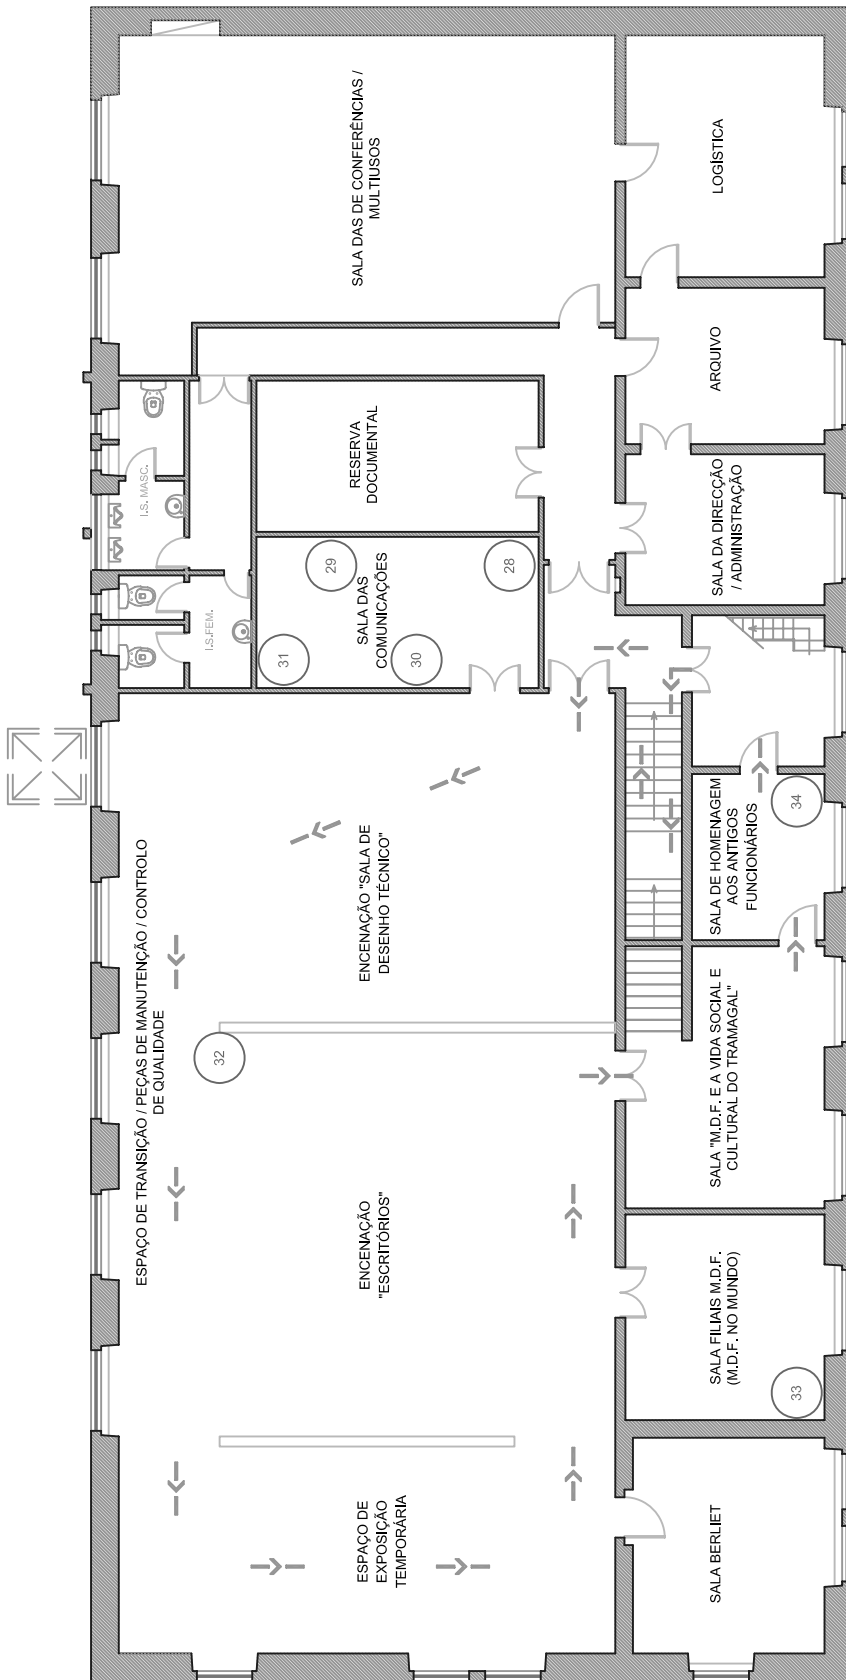 ESPAÇO DE TRANSIÇÃO / PEÇAS DE MANUTENÇÃO / CONTROLO
DE QUALIDADE
I.S. MASC.
I.S.FEM.
32
31
ESPAÇO DE
EXPOSIÇÃO
TEMPORÁRIA
ENCENAÇÃO
"ESCRITÓRIOS"
ENCENAÇÃO "SALA DE
DESENHO TÉCNICO"
29
SALA DAS
COMUNICAÇÕES
30
28
RESERVA
DOCUMENTAL
SALA DAS DE CONFERÊNCIAS /
MULTIUSOS
SALA BERLIET
SALA FILIAIS M.D.F.
(M.D.F. NO MUNDO)
33
SALA "M.D.F. E A VIDA SOCIAL E
CULTURAL DO TRAMAGAL"
SALA DE HOMENAGEM
AOS ANTIGOS
FUNCIONÁRIOS
34
SALA DA DIRECÇÃO
/ ADMINISTRAÇÃO
ARQUIVO
LOGÍSTICA